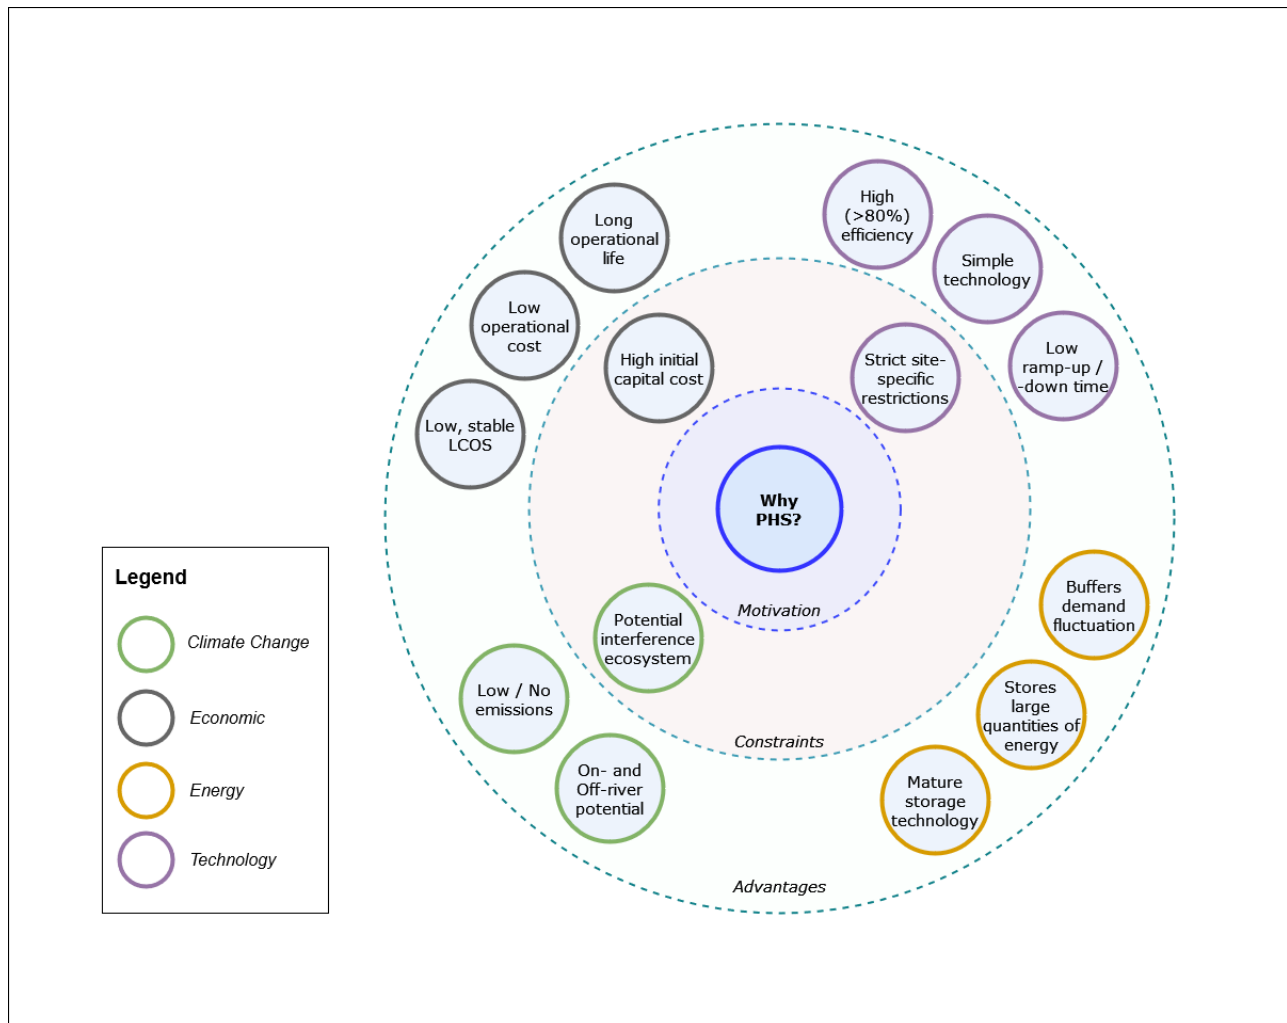 High
(>80%)
efficiency
Long
operational
life
Simple
technology
Low
operational
cost
Low
ramp-up /
-down time
High initial
capital cost
Strict site-
specific
restrictions
Low, stable
LCOS
Why
PHS?
Motivation
Potential
interference
ecosystem
Buffers
demand
fluctuation
Low / No
emissions
Stores
large
quantities of
energy
Constraints
On- and
Off-river
potential
Mature
storage
technology
Advantages
Legend
Climate Change
Economic
Energy
Technology